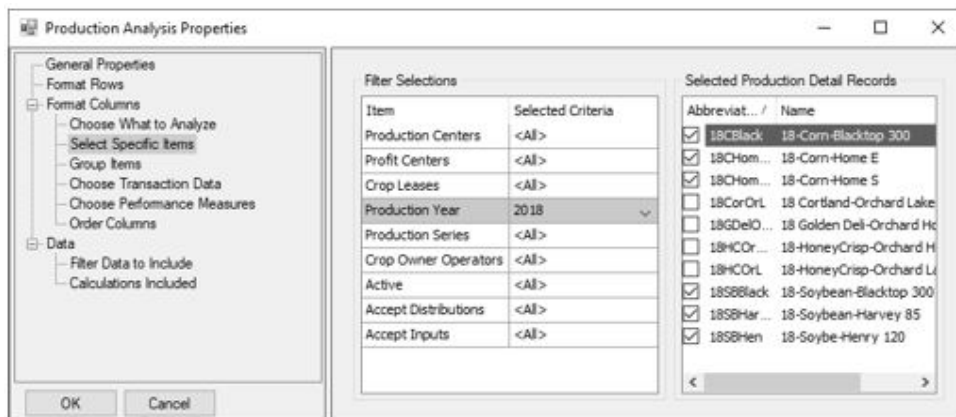 Production Analysis Properties
General Properties
Format Rows
Format Columns
Choose What to Analyze
Select Specific Items
Group Items
Choose Transaction Data
Choose Performance Measures
Order Columns
Data
Filter Data to Include
Calculations Included
OK Cancel
Filter Selections
Item Selected Criteria
Production Centers <All>
Profit Centers <All>
Crop Leases <All>
Production Year 2018
Production Series <All>
Crop Owner Operators <All>
Active <All>
Accept Distributions <All>
Accept Inputs <All>
Selected Production Detail Records
Abbreviat... / Name
18CBlack 18-Corn-Blacktop 300
18CHom... 18-Corn-Home E
18CHom... 18-Corn-Home S
18CorOrL 18 Cortland-Orchard Lake
18GDelO... 18 Golden Deli-Orchard Ho
18HCOr... 18-HoneyCrisp-Orchard H
18HCOrL 18-HoneyCrisp-Orchard La
18SBBlack 18-Soybean-Blacktop 300
18SBHar... 18-Soybean-Harvey 85
18SBHen 18-Soybe-Henry 120